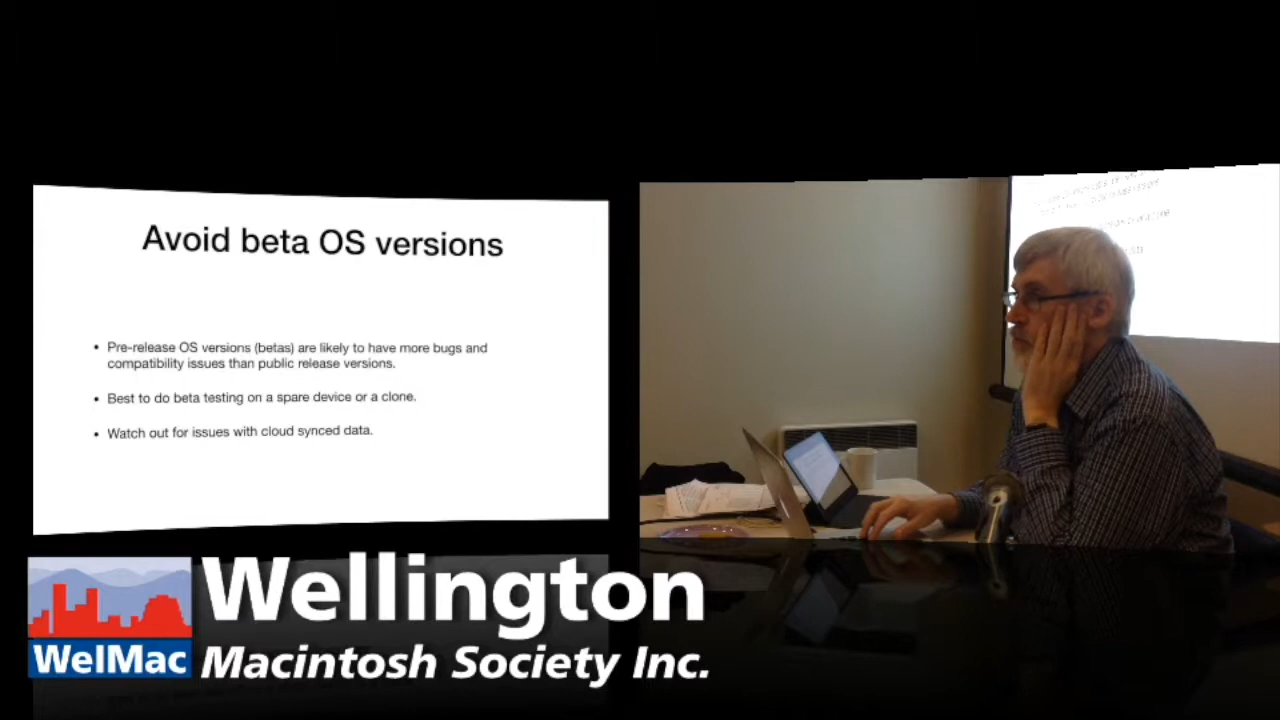 Avoid beta OS versions
• Pre-release OS versions (betas) are likely to have more bugs and
compatibility issues than public release versions.
• Best to do beta testing on a spare device or a clone.
• Watch out for issues with cloud synced data.
WelMac
Wellington
Macintosh Society Inc.